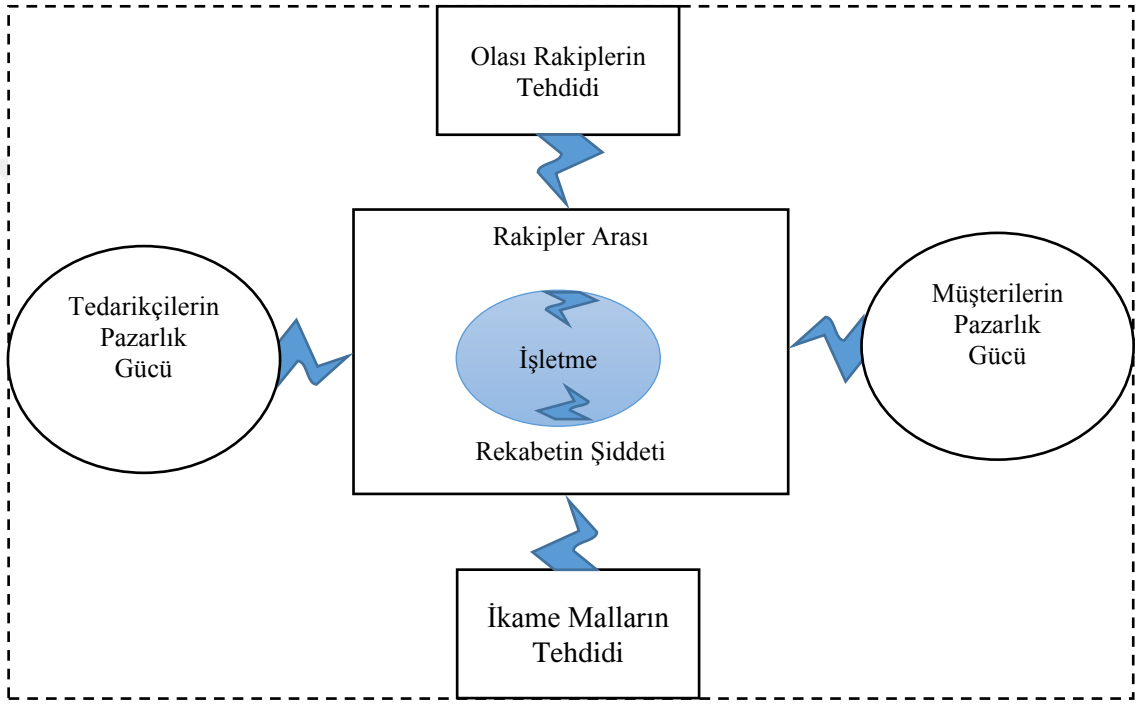 Olası Rakiplerin
Tehdidi
Rakipler Arası
Tedarikçilerin
Pazarlık
Gücü
İşletme
Müşterilerin
Pazarlık
Gücü
Rekabetin Şiddeti
İkame Malların
Tehdidi